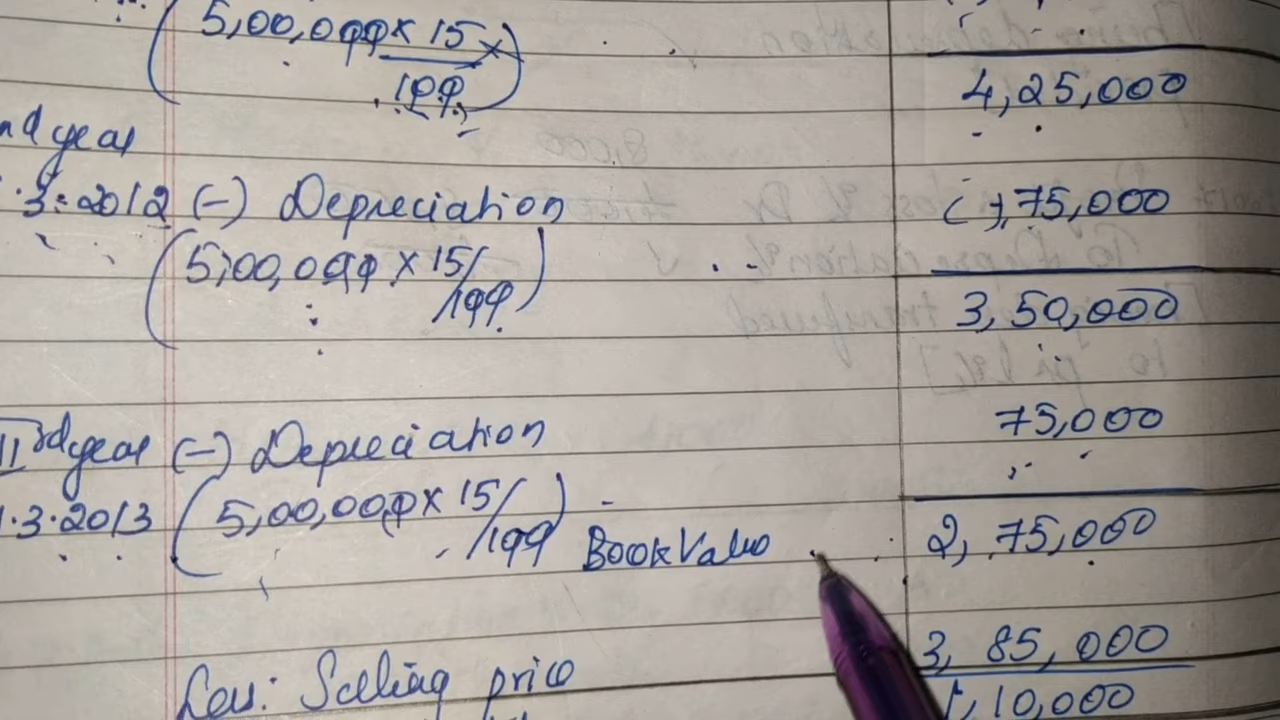 (5,00,000 × 15 ×
100)
4,25,000
nd year
.3.2012 (-) Depreciation (-) 75,000
(5,00,000 × 15/
100)
3,50,000
IIrd year (-) Depreciation 75,000
.3.2013 (5,00,000 × 15/
100) Book Value 2,75,000
Less: Selling price 3,85,000
1,10,000